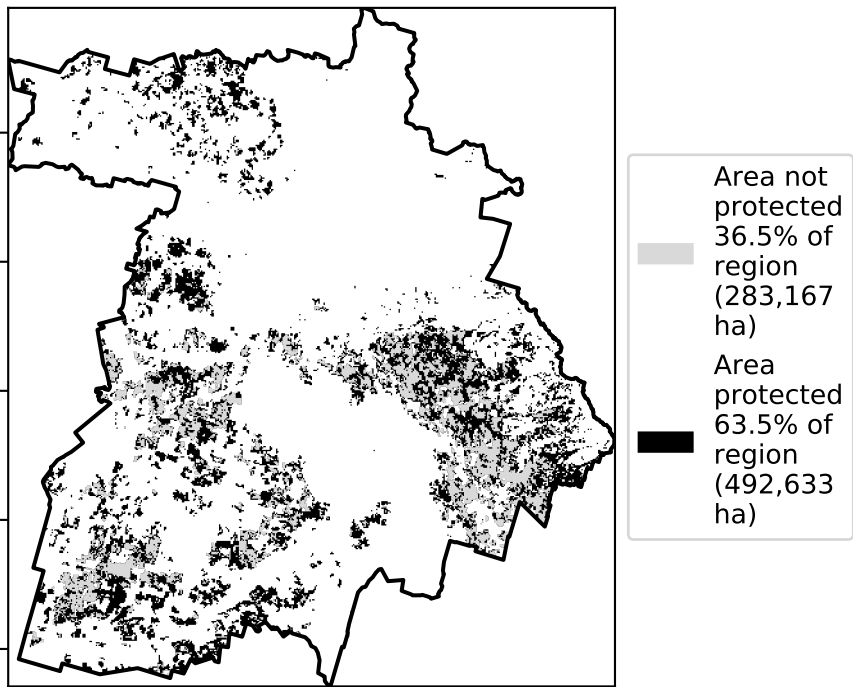 Area not
protected
36.5% of
region
(283,167
ha)
Area
protected
63.5% of
region
(492,633
ha)